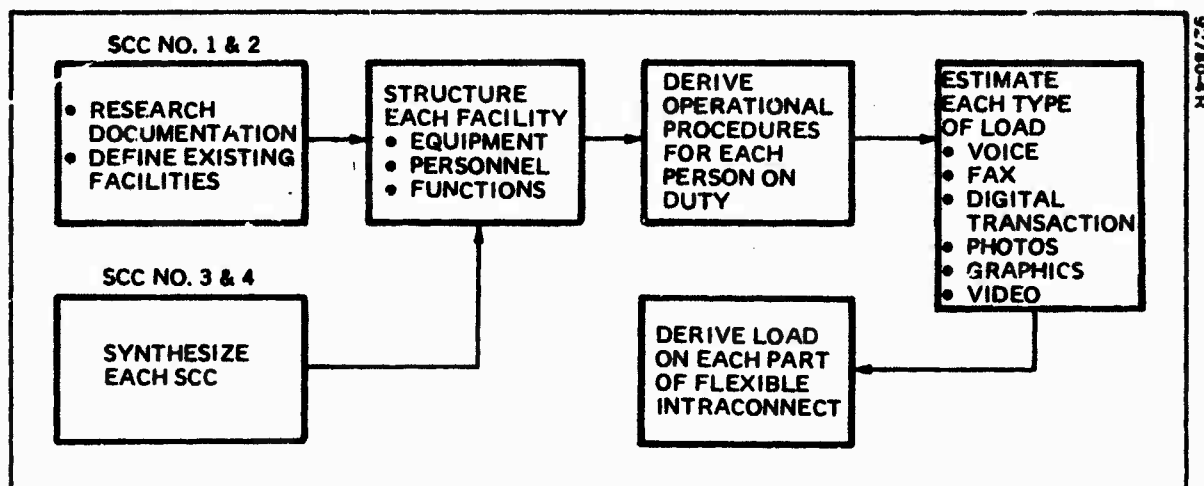 SCC NO. 1 & 2
• RESEARCH
DOCUMENTATION
• DEFINE EXISTING
FACILITIES
STRUCTURE
EACH FACILITY
• EQUIPMENT
• PERSONNEL
• FUNCTIONS
DERIVE
OPERATIONAL
PROCEDURES
FOR EACH
PERSON ON
DUTY
ESTIMATE
EACH TYPE
OF LOAD
• VOICE
• FAX
• DIGITAL
TRANSACTION
• PHOTOS
• GRAPHICS
• VIDEO
SCC NO. 3 & 4
SYNTHESIZE
EACH SCC
DERIVE LOAD
ON EACH PART
OF FLEXIBLE
INTRACONNECT